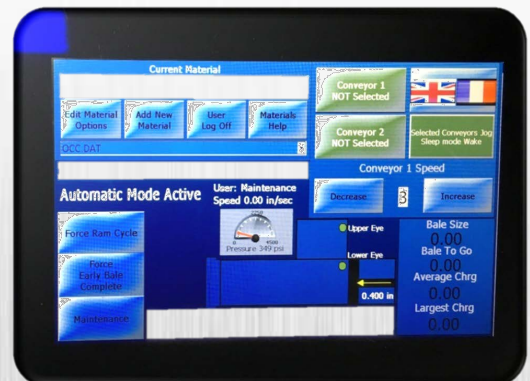 Current Material
Edit Material
Options
Add New
Material
User
Log Off
Materials
Help
OCC DAT
Conveyor 1
NOT Selected
Conveyor 2
NOT Selected
Selected Conveyors Jog
Sleep mode Wake
Conveyor 1 Speed
Decrease
3
Increase
Automatic Mode Active
User: Maintenance
Speed 0.00 in/sec
Force Ram Cycle
Force
Early Bale
Complete
Maintenance
2250
0
4500
Pressure 349 psi
Upper Eye
Lower Eye
0.400 in
Bale Size
0.00
Bale To Go
0.00
Average Chrg
0.00
Largest Chrg
0.00